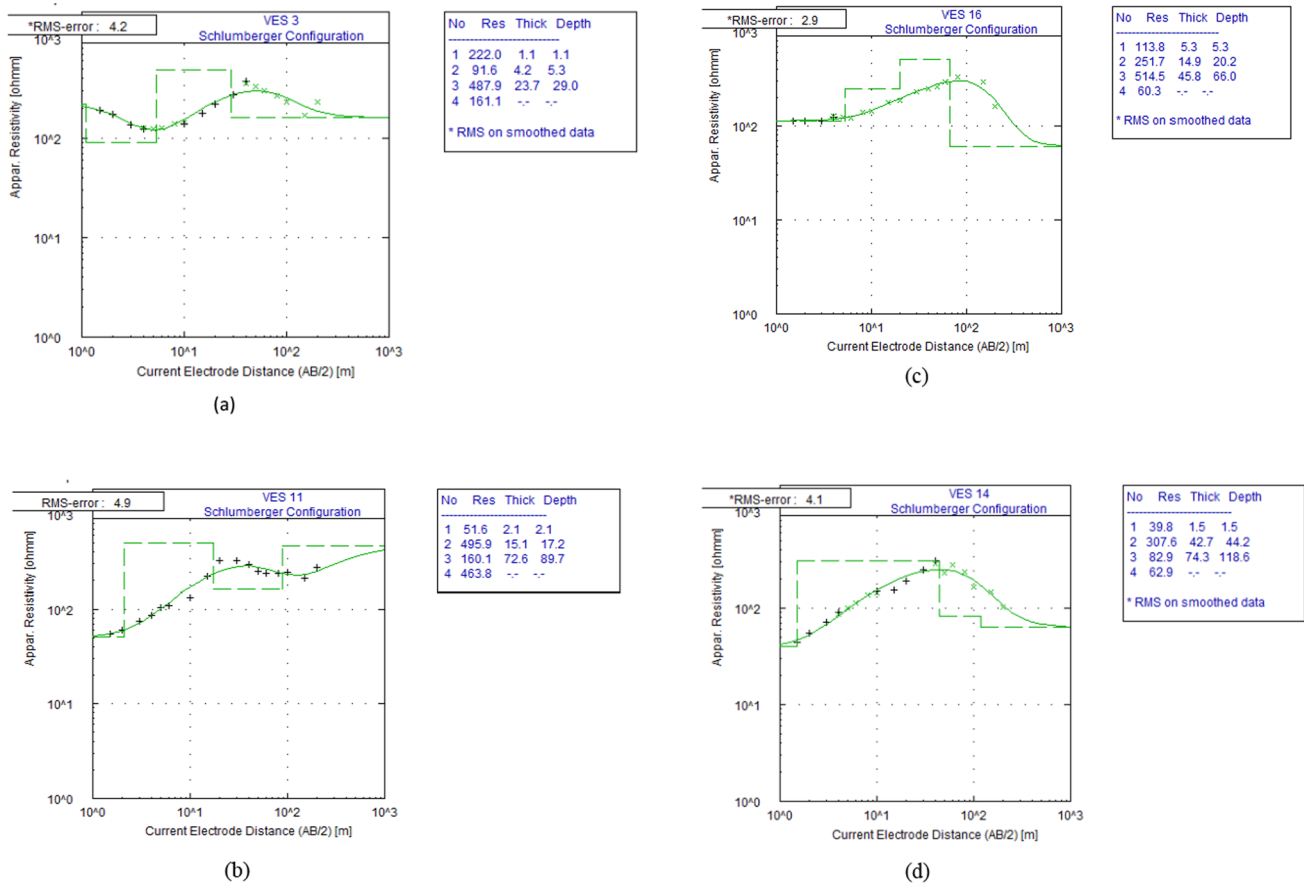 *RMS-error : 4.2
VES 3
Schlumberger Configuration
10^3
10^2
10^1
10^0
Appar. Resistivity [ohmm]
10^0 10^1 10^2 10^3
Current Electrode Distance (AB/2) [m]
(a)
No Res Thick Depth
1 222.0 1.1 1.1
2 91.6 4.2 5.3
3 487.9 23.7 29.0
4 161.1 -.- -.-
* RMS on smoothed data
*RMS-error : 2.9
VES 16
Schlumberger Configuration
10^3
10^2
10^1
10^0
Appar. Resistivity [ohmm]
10^0 10^1 10^2 10^3
Current Electrode Distance (AB/2) [m]
(c)
No Res Thick Depth
1 113.8 5.3 5.3
2 251.7 14.9 20.2
3 514.5 45.8 66.0
4 60.3 -.- -.-
* RMS on smoothed data
RMS-error : 4.9
VES 11
Schlumberger Configuration
10^3
10^2
10^1
10^0
Appar. Resistivity [ohmm]
10^0 10^1 10^2 10^3
Current Electrode Distance (AB/2) [m]
(b)
No Res Thick Depth
1 51.6 2.1 2.1
2 495.9 15.1 17.2
3 160.1 72.6 89.7
4 463.8 -.- -.-
*RMS-error : 4.1
VES 14
Schlumberger Configuration
10^3
10^2
10^1
10^0
Appar. Resistivity [ohmm]
10^0 10^1 10^2 10^3
Current Electrode Distance (AB/2) [m]
(d)
No Res Thick Depth
1 39.8 1.5 1.5
2 307.6 42.7 44.2
3 82.9 74.3 118.6
4 62.9 -.- -.-
* RMS on smoothed data